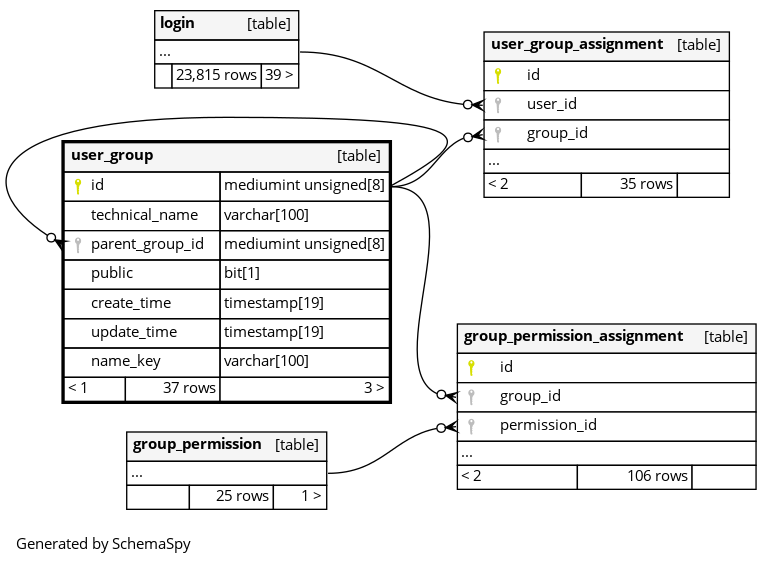 login [table]
...
23,815 rows 39 >
user_group_assignment [table]
id
user_id
group_id
...
< 2 35 rows
user_group [table]
id mediumint unsigned[8]
technical_name varchar[100]
parent_group_id mediumint unsigned[8]
public bit[1]
create_time timestamp[19]
update_time timestamp[19]
name_key varchar[100]
< 1 37 rows 3 >
group_permission_assignment [table]
id
group_id
permission_id
...
< 2 106 rows
group_permission [table]
...
25 rows 1 >
Generated by SchemaSpy